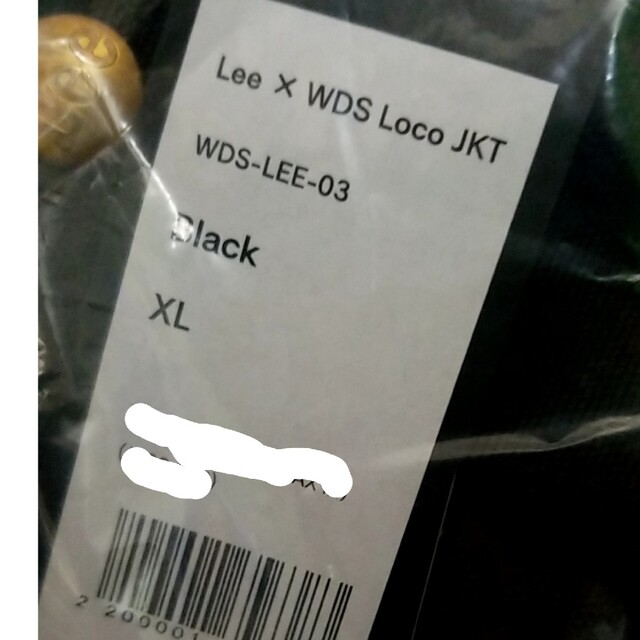 Lee × WDS Loco JKT
WDS-LEE-03
Black
XL
2 200001